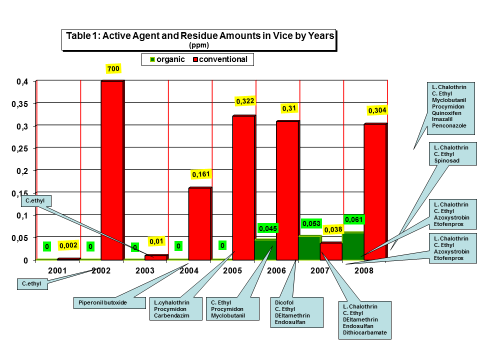 Table 1: Active Agent and Residue Amounts in Vice by Years
(ppm)
organic conventional
0,4
0,35
0,3
0,25
0,2
0,15
0,1
0,05
0
0 0,002 0 700 0 0,01 0 0,161 0 0,322 0,045 0,31 0,053 0,038 0,061 0,304
2001 2002 2003 2004 2005 2006 2007 2008
C.ethyl
C.ethyl
Piperonil butoxide
L.cyhalothrin
Procymidon
Carbendazim
C. Ethyl
Procymidon
Myclobutanil
Dicofol
C. Ethyl
DEltamethrin
Endosulfan
L. Chalothrin
C. Ethyl
DEltamethrin
Endosulfan
Dithiocarbamate
L. Chalothrin
C. Ethyl
Myclobutanil
Procymidon
Quinoxifen
Imazalil
Penconazole
L. Chalothrin
C. Ethyl
Spinosad
L. Chalothrin
C. Ethyl
Azoxystrobin
Etofenprox
L. Chalothrin
C. Ethyl
Azoxystrobin
Etofenprox